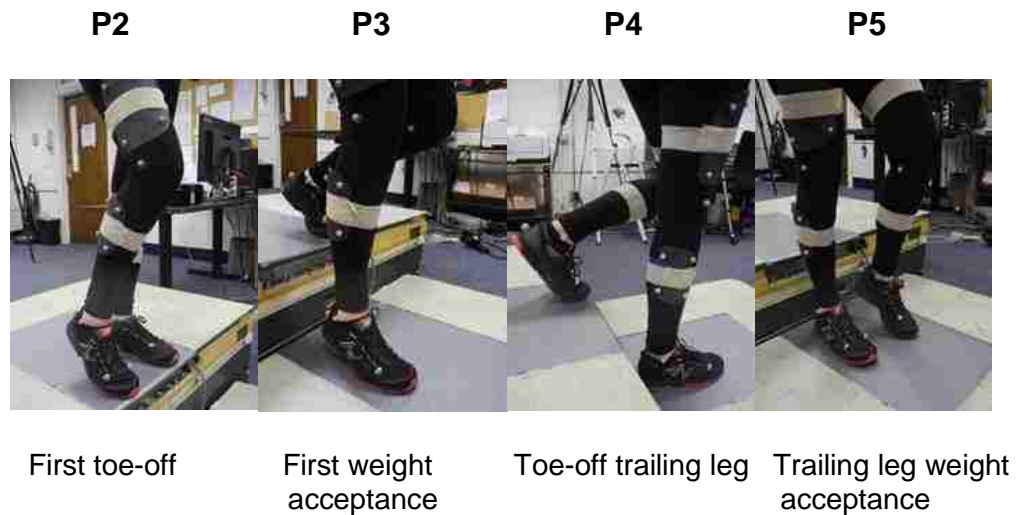 P2 P3 P4 P5
First toe-off First weight Toe-off trailing leg Trailing leg weight
acceptance acceptance